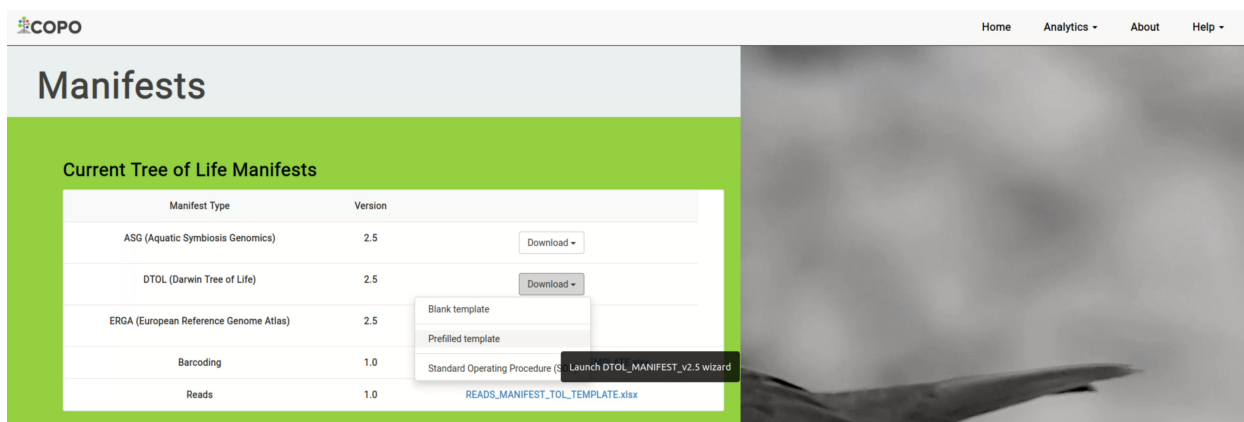 COPO
Home Analytics About Help
Manifests
Current Tree of Life Manifests
Manifest Type Version
ASG (Aquatic Symbiosis Genomics) 2.5 Download
DTOL (Darwin Tree of Life) 2.5 Download
Blank template
ERGA (European Reference Genome Atlas) 2.5
Prefilled template
Barcoding 1.0
Standard Operating Procedure (S Launch DTOL_MANIFEST_v2.5 wizard
Reads 1.0 READS_MANIFEST_TOL_TEMPLATE.xlsx